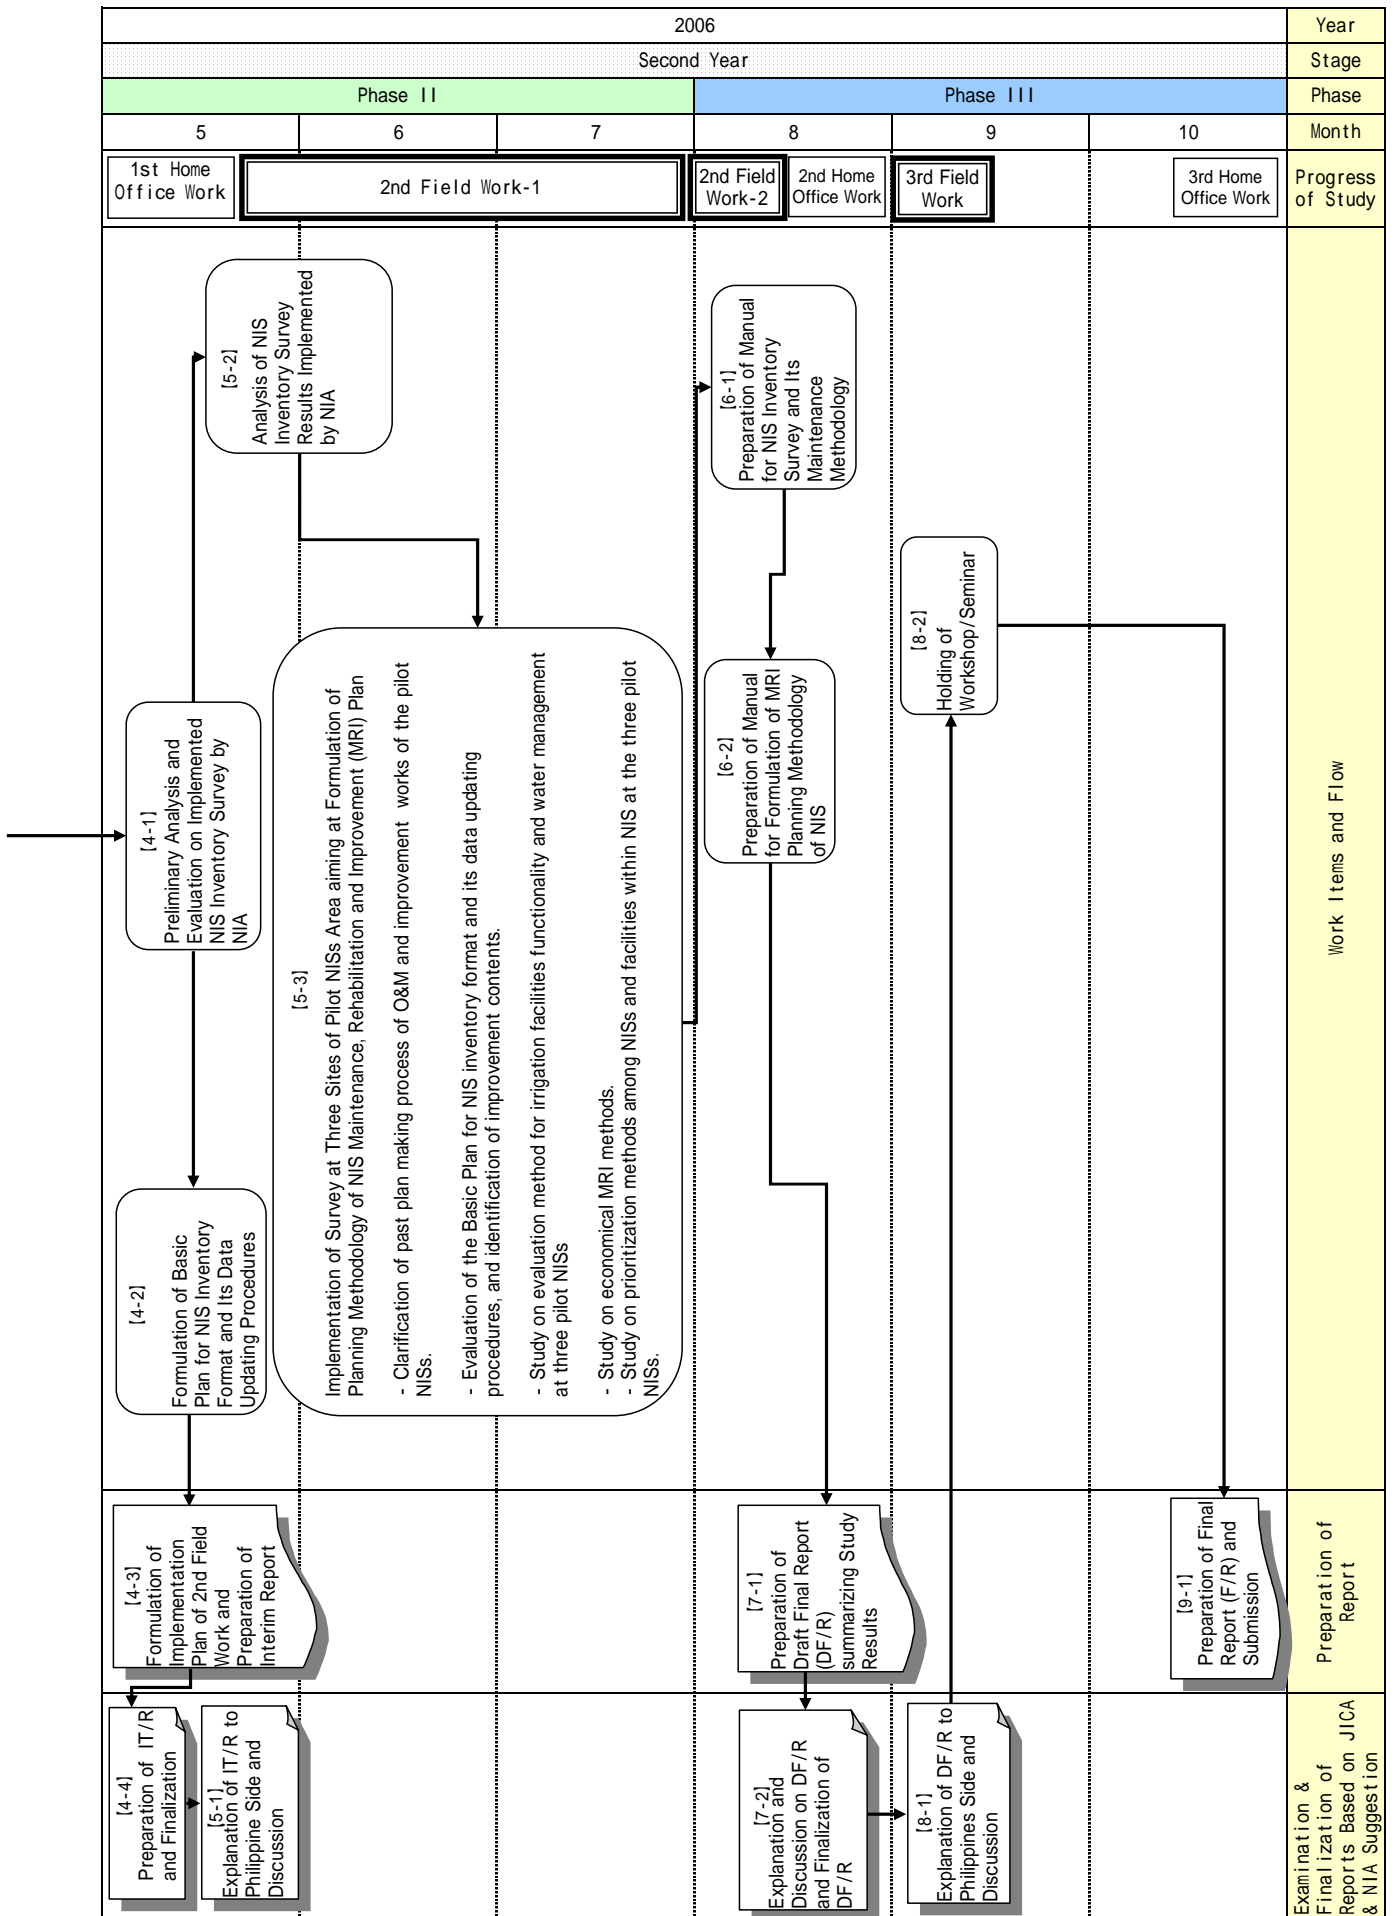 2006
Year
Second Year
Stage
Phase II
Phase III
Phase
5
6
7
8
9
10
Month
1st Home
Office Work
2nd Field Work-1
2nd Field
Work-2
2nd Home
Office Work
3rd Field
Work
3rd Home
Office Work
Progress
of Study
[4-1]
Preliminary Analysis and
Evaluation on Implemented
NIS Inventory Survey by
NIA
[5-2]
Analysis of NIS
Inventory Survey
Results Implemented
by NIA
[4-2]
Formulation of Basic
Plan for NIS Inventory
Format and Its Data
Updating Procedures
[5-3]
Implementation of Survey at Three Sites of Pilot NISs Area aiming at Formulation of
Planning Methodology of NIS Maintenance, Rehabilitation and Improvement (MRI) Plan
- Clarification of past plan making process of O&M and improvement works of the pilot
NISs.
- Evaluation of the Basic Plan for NIS inventory format and its data updating
procedures, and identification of improvement contents.
- Study on evaluation method for irrigation facilities functionality and water management
at three pilot NISs
- Study on economical MRI methods.
- Study on prioritization methods among NISs and facilities within NIS at the three pilot
NISs.
[6-1]
Preparation of Manual
for NIS Inventory
Survey and Its
Maintenance
Methodology
[6-2]
Preparation of Manual
for Formulation of MRI
Planning Methodology
of NIS
[8-2]
Holding of
Workshop/Seminar
Work Items and Flow
[4-3]
Formulation of
Implementation
Plan of 2nd Field
Work and
Preparation of
Interim Report
[7-1]
Preparation of
Draft Final Report
(DF/R)
summarizing Study
Results
[9-1]
Preparation of Final
Report (F/R) and
Submission
Preparation of
Report
[4-4]
Preparation of IT/R
and Finalization
[5-1]
Explanation of IT/R to
Philippine Side and
Discussion
[7-2]
Explanation and
Discussion on DF/R
and Finalization of
DF/R
[8-1]
Explanation of DF/R to
Philippines Side and
Discussion
Examination &
Finalization of
Reports Based on JICA
& NIA Suggestion